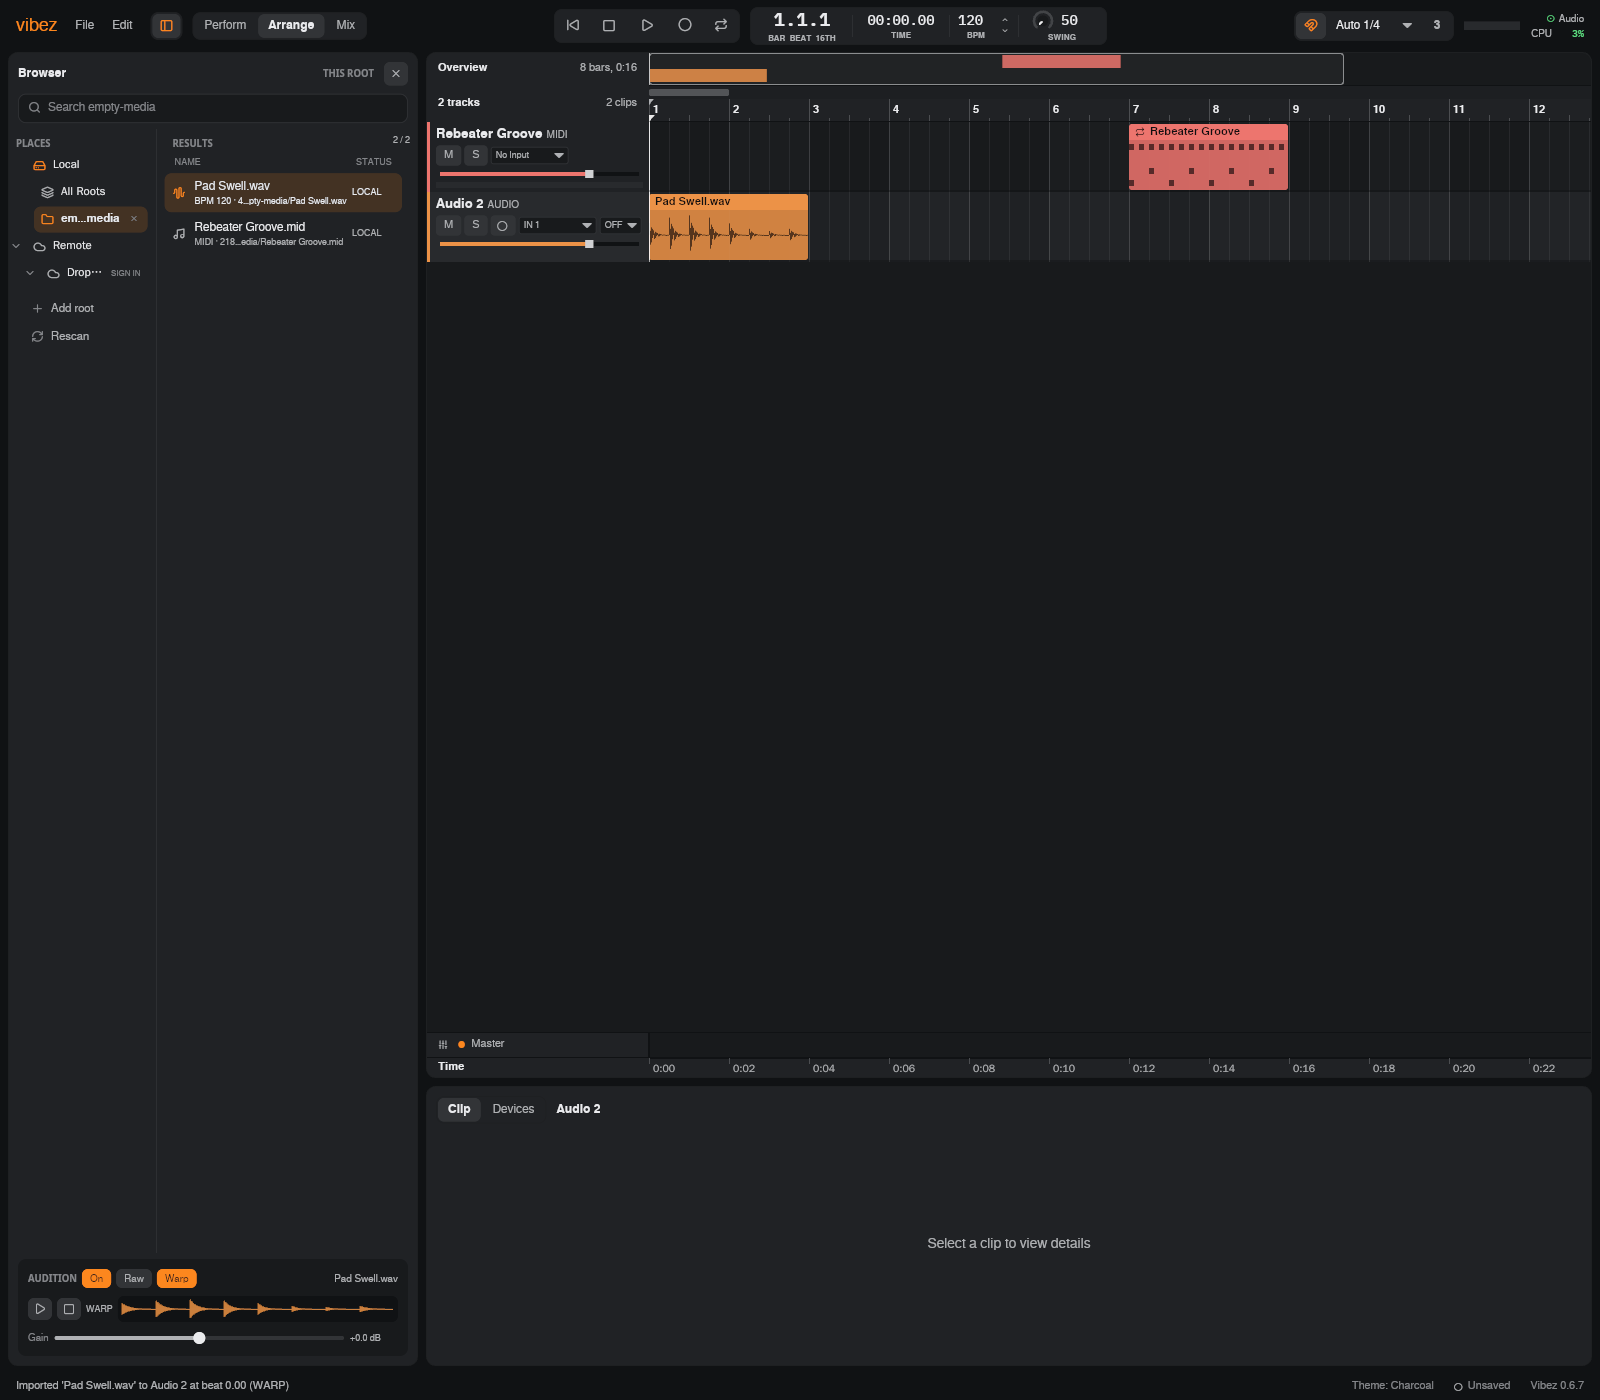 vibez File Edit Perform Arrange Mix
1.1.1 00:00.00 120 50
BAR BEAT 16TH TIME BPM SWING
Auto 1/4 3
Audio
CPU 3%
Browser THIS ROOT
Search empty-media
PLACES
Local
All Roots
em...media
Remote
Drop··· SIGN IN
Add root
Rescan
RESULTS 2 / 2
NAME STATUS
Pad Swell.wav LOCAL
BPM 120 · 4...pty-media/Pad Swell.wav
Rebeater Groove.mid LOCAL
MIDI · 218...edia/Rebeater Groove.mid
AUDITION On Raw Warp Pad Swell.wav
WARP
Gain +0.0 dB
Overview 8 bars, 0:16
2 tracks 2 clips
1 2 3 4 5 6 7 8 9 10 11 12
Rebeater Groove MIDI
M S No Input
Rebeater Groove
Audio 2 AUDIO
M S IN 1 OFF
Pad Swell.wav
Master
Time 0:00 0:02 0:04 0:06 0:08 0:10 0:12 0:14 0:16 0:18 0:20 0:22
Clip Devices Audio 2
Select a clip to view details
Imported 'Pad Swell.wav' to Audio 2 at beat 0.00 (WARP)
Theme: Charcoal Unsaved Vibez 0.6.7